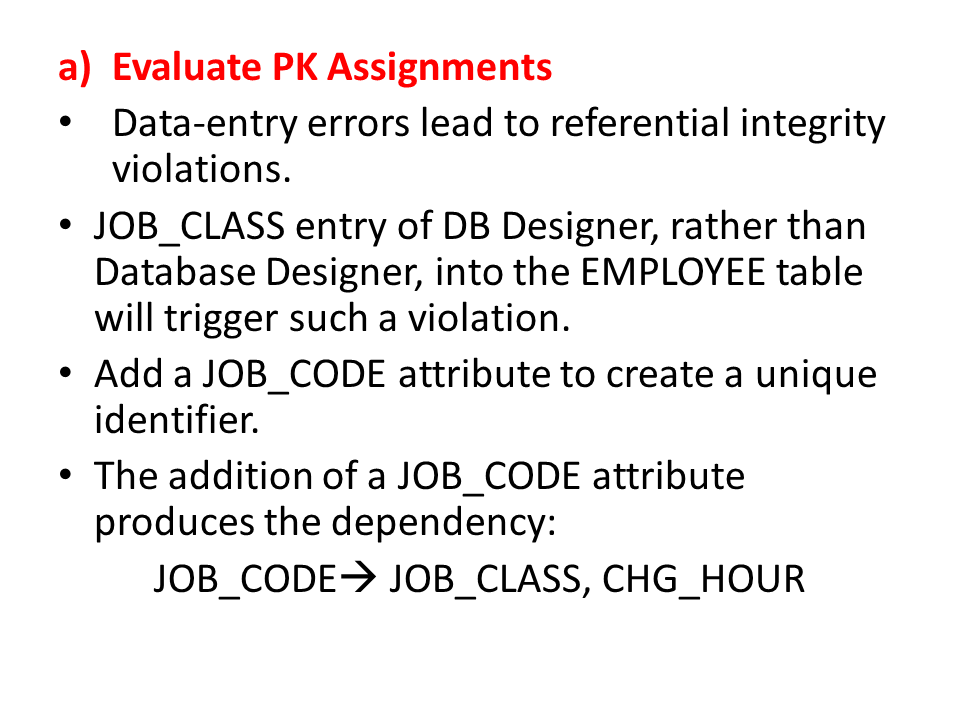 a) Evaluate PK Assignments
• Data-entry errors lead to referential integrity
violations.
• JOB_CLASS entry of DB Designer, rather than
Database Designer, into the EMPLOYEE table
will trigger such a violation.
• Add a JOB_CODE attribute to create a unique
identifier.
• The addition of a JOB_CODE attribute
produces the dependency:
JOB_CODE→ JOB_CLASS, CHG_HOUR